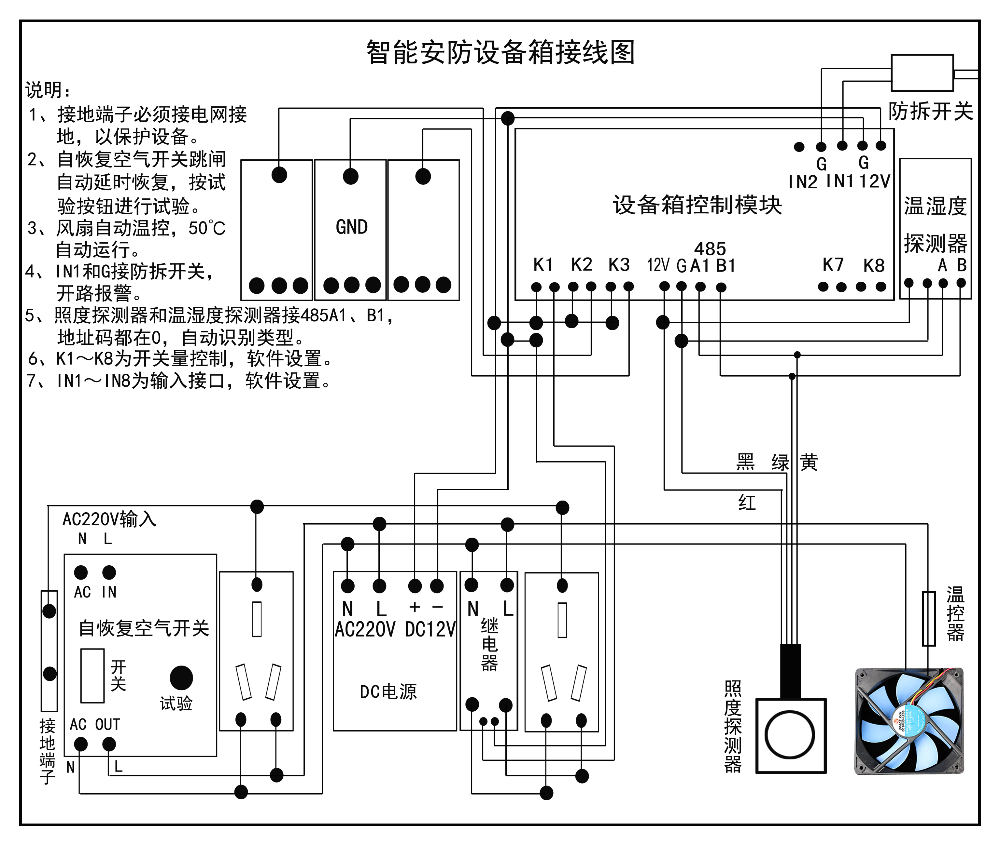 智能安防设备箱接线图
说明：
1、接地端子必须接电网接
地，以保护设备。
2、自恢复空气开关跳闸
自动延时恢复，按试
验按钮进行试验。
3、风扇自动温控，50℃
自动运行。
4、IN1和G接防拆开关，
开路报警。
5、照度探测器和温湿度探测器接485A1、B1，
地址码都在0，自动识别类型。
6、K1～K8为开关量控制，软件设置。
7、IN1～IN8为输入接口，软件设置。
防拆开关
GND
G G
IN2 IN1 12V
设备箱控制模块
485
K1 K2 K3 12V G A1 B1 K7 K8
温湿度
探测器
A B
黑 绿 黄
红
AC220V输入
N L
AC IN
自恢复空气开关
开关
试验
AC OUT
N L
接地端子
N L + −
AC220V DC12V
DC电源
N L
继电器
照度探测器
温控器
SPACE FAN
DC BRUSHLESS